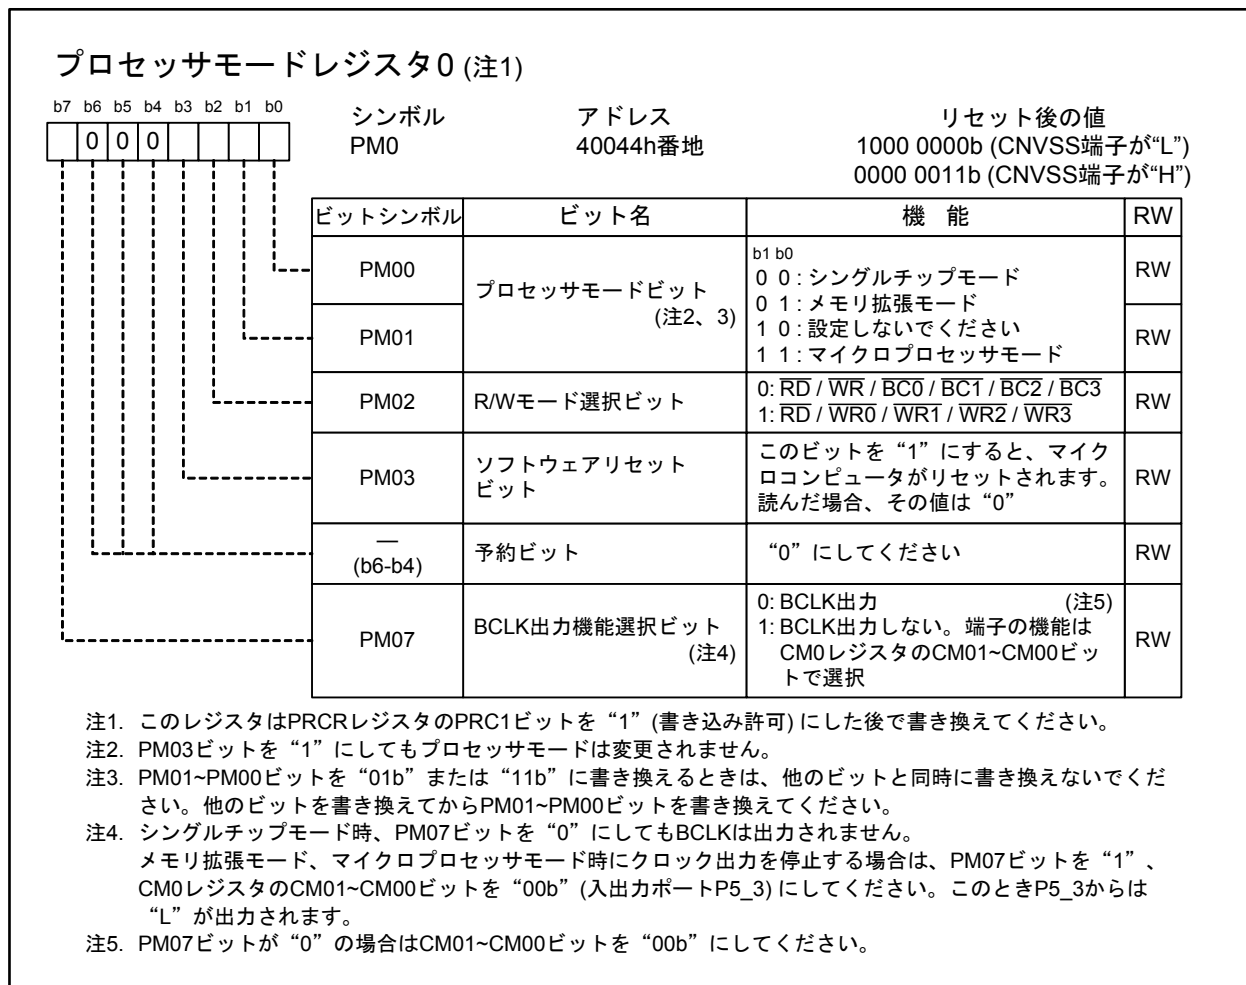 プロセッサモードレジスタ0 (注1)
b7 b6 b5 b4 b3 b2 b1 b0
0 0 0
シンボル
PM0
アドレス
40044h番地
リセット後の値
1000 0000b (CNVSS端子が“L”)
0000 0011b (CNVSS端子が“H”)
ビットシンボル ビット名 機 能 RW
PM00
PM01
プロセッサモードビット
(注2、3)
b1 b0
0 0 : シングルチップモード
0 1 : メモリ拡張モード
1 0 : 設定しないでください
1 1 : マイクロプロセッサモード
RW
RW
PM02
R/Wモード選択ビット
0: RD / WR / BC0 / BC1 / BC2 / BC3
1: RD / WR0 / WR1 / WR2 / WR3
RW
PM03
ソフトウェアリセット
ビット
このビットを“1”にすると、マイク
ロコンピュータがリセットされます。
読んだ場合、その値は“0”
RW
—
(b6-b4)
予約ビット
“0”にしてください
RW
PM07
BCLK出力機能選択ビット
(注4)
0: BCLK出力 (注5)
1: BCLK出力しない。端子の機能は
CM0レジスタのCM01~CM00ビッ
トで選択
RW
注1. このレジスタはPRCRレジスタのPRC1ビットを“1”(書き込み許可) にした後で書き換えてください。
注2. PM03ビットを“1”にしてもプロセッサモードは変更されません。
注3. PM01~PM00ビットを“01b”または“11b”に書き換えるときは、他のビットと同時に書き換えないでくだ
さい。他のビットを書き換えてからPM01~PM00ビットを書き換えてください。
注4. シングルチップモード時、PM07ビットを“0”にしてもBCLKは出力されません。
メモリ拡張モード、マイクロプロセッサモード時にクロック出力を停止する場合は、PM07ビットを“1”、
CM0レジスタのCM01~CM00ビットを“00b”(入出力ポートP5_3) にしてください。このときP5_3からは
“L”が出力されます。
注5. PM07ビットが“0”の場合はCM01~CM00ビットを“00b”にしてください。